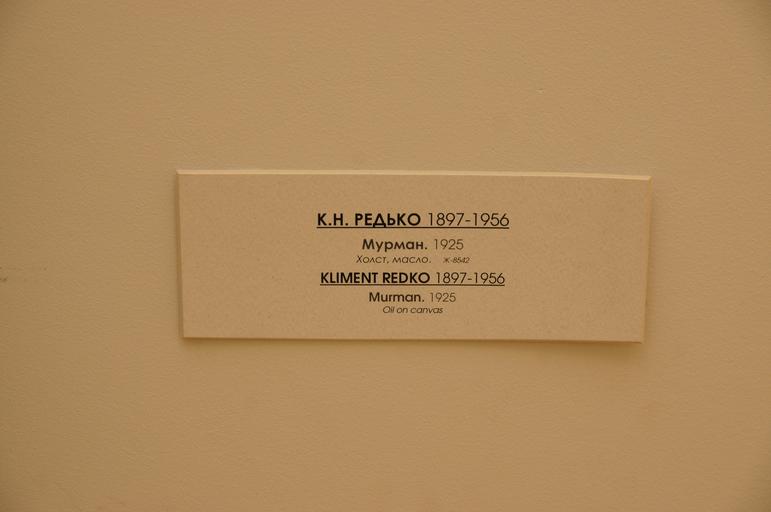 К.Н. РЕДЬКО 1897-1956
Мурман. 1925
Холст, масло. Ж-8542
KLIMENT REDKO 1897-1956
Murman. 1925
Oil on canvas